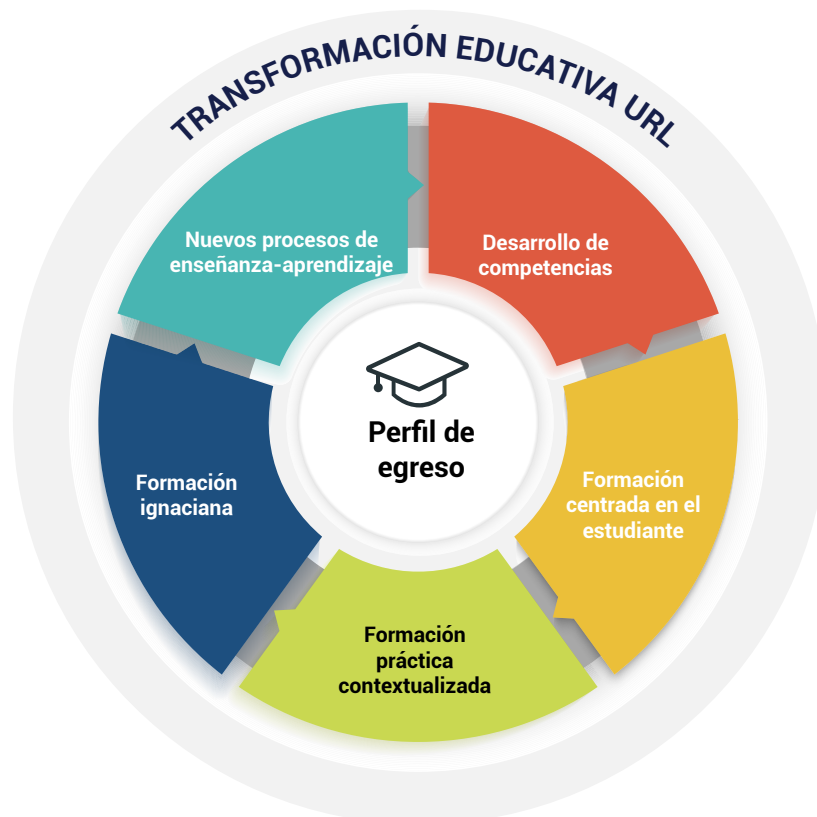 TRANSFORMACIÓN EDUCATIVA URL
Nuevos procesos de
enseñanza-aprendizaje
Desarrollo de
competencias
Perfil de
egreso
Formación
ignaciana
Formación
centrada en el
estudiante
Formación
práctica
contextualizada